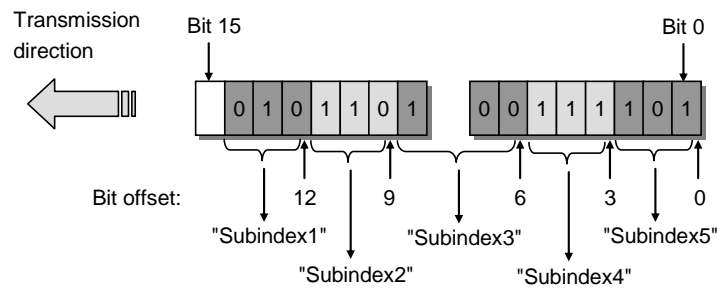 Transmission
direction
Bit 15
Bit 0
0 1 0 1 1 0 1 0 0 1 1 1 1 0 1
Bit offset: 12 9 6 3 0
"Subindex1" "Subindex3" "Subindex5"
"Subindex2" "Subindex4"